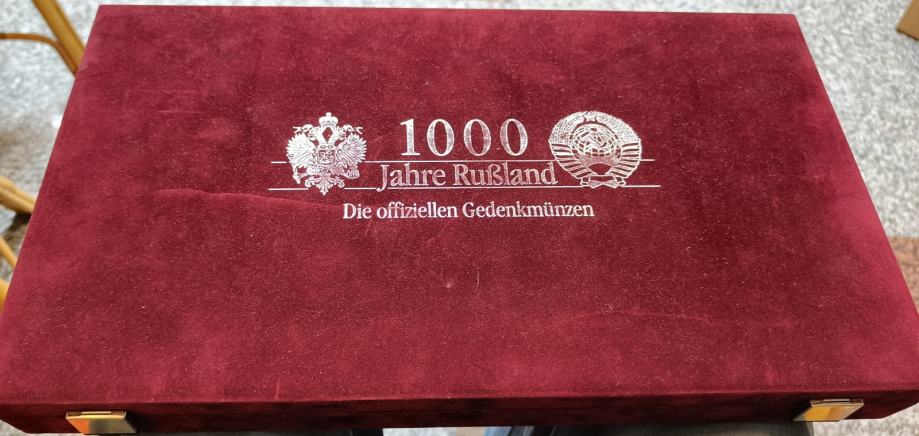 1000
Jahre Rußland
Die offiziellen Gedenkmünzen